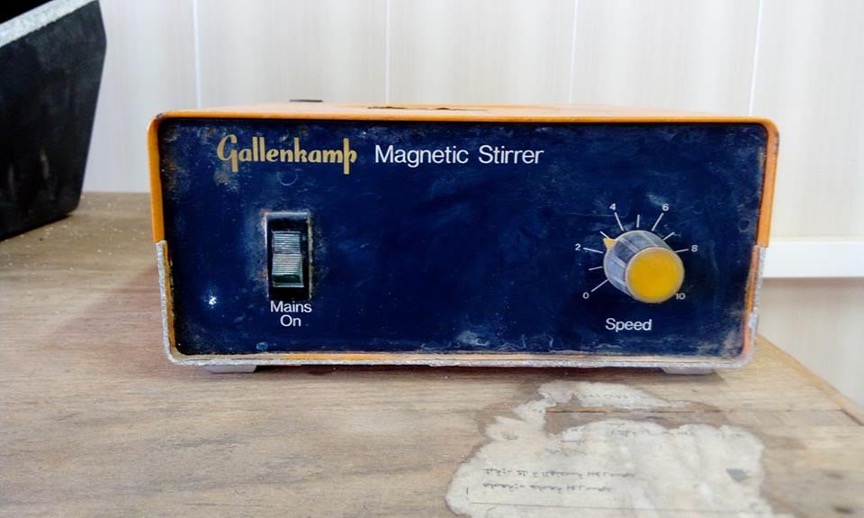 Gallenkamp Magnetic Stirrer
Mains
On
0
2
4
6
8
10
Speed